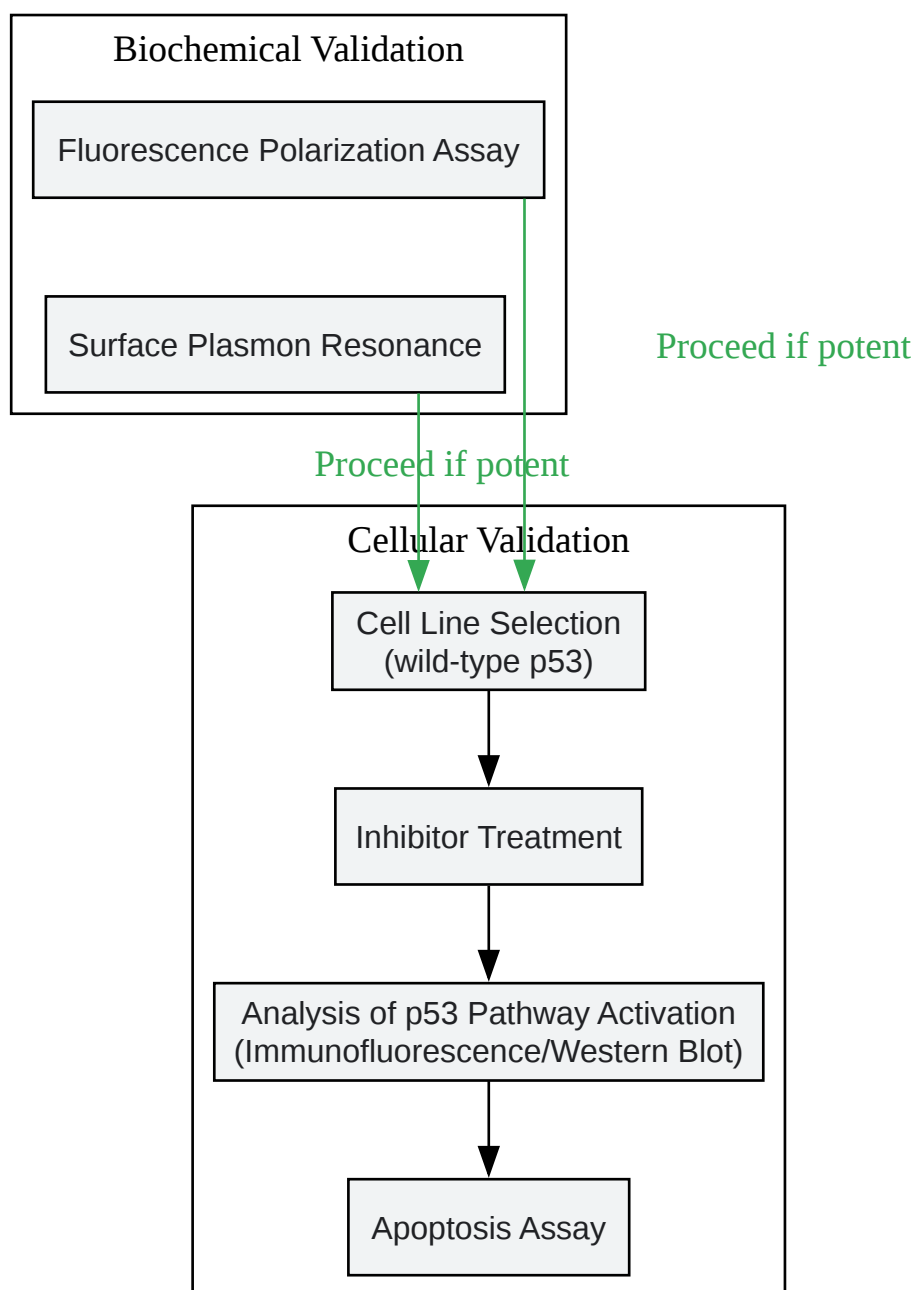 Biochemical Validation
Fluorescence Polarization Assay
Surface Plasmon Resonance
Proceed if potent
Proceed if potent
Cellular Validation
Cell Line Selection
(wild-type p53)
Inhibitor Treatment
Analysis of p53 Pathway Activation
(Immunofluorescence/Western Blot)
Apoptosis Assay